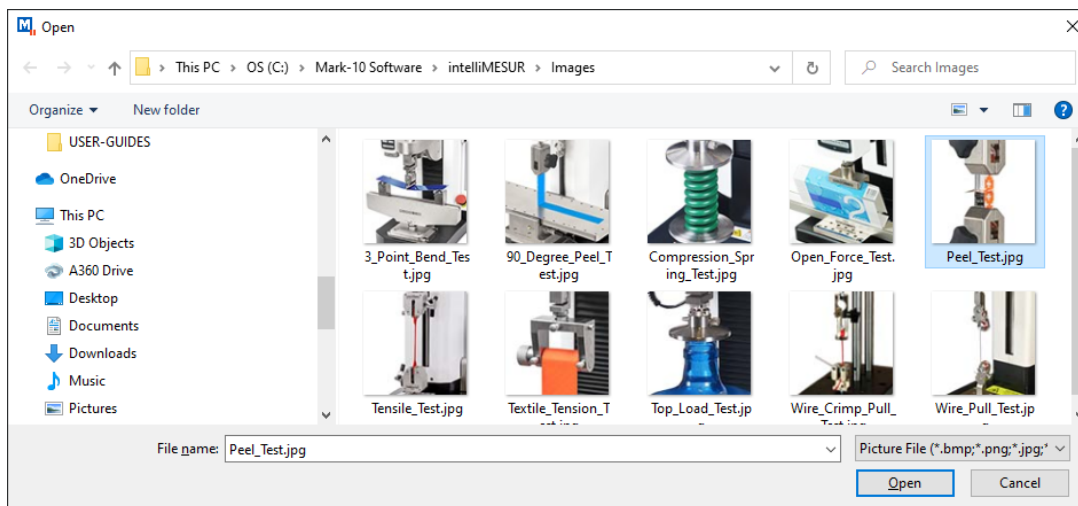 Open
This PC > OS (C:) > Mark-10 Software > intelliMESUR > Images
Search Images
Organize
New folder
USER-GUIDES
OneDrive
This PC
3D Objects
A360 Drive
Desktop
Documents
Downloads
Music
Pictures
3_Point_Bend_Tes
t.jpg
90_Degree_Peel_T
est.jpg
Compression_Spr
ing_Test.jpg
Open_Force_Test.
jpg
Peel_Test.jpg
Tensile_Test.jpg
Textile_Tension_T
Top_Load_Test.jp
Wire_Crimp_Pull_
Wire_Pull_Test.jp
File name: Peel_Test.jpg
Picture File (*.bmp;*.png;*.jpg;*
Open
Cancel